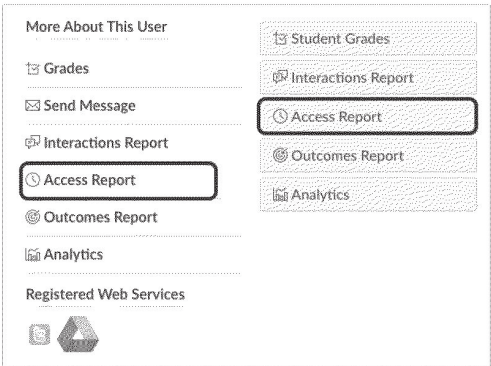 More About This User
Grades
Send Message
Interactions Report
Access Report
Outcomes Report
Analytics
Registered Web Services
Student Grades
Interactions Report
Access Report
Outcomes Report
Analytics